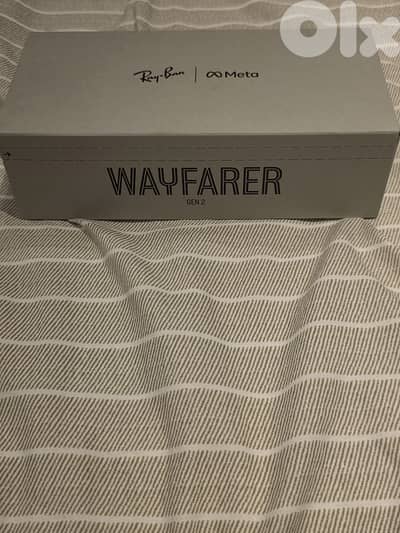 OLX
Ray-Ban | Meta
WAYFARER
GEN 2